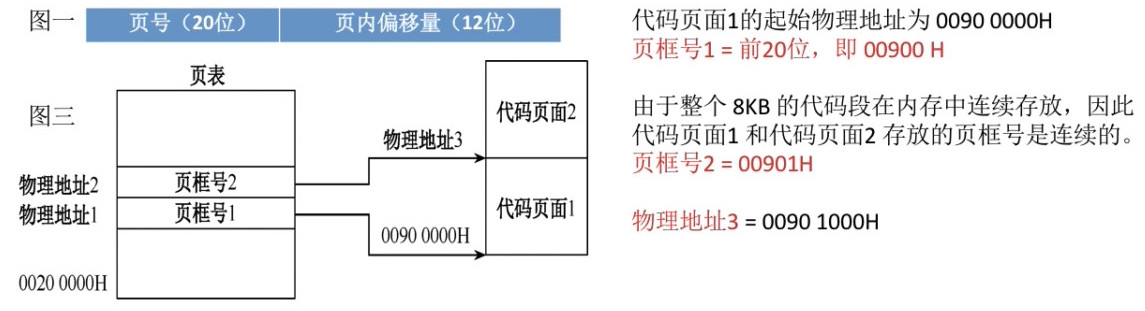 图一
页号（20位）
页内偏移量（12位）
页表
图三
代码页面2
物理地址3
物理地址2
页框号2
物理地址1
页框号1
代码页面1
0090 0000H
0020 0000H
代码页面1的起始物理地址为 0090 0000H
页框号1 = 前20位，即 00900 H
由于整个 8KB 的代码段在内存中连续存放，因此
代码页面1 和代码页面2 存放的页框号是连续的。
页框号2 = 00901H
物理地址3 = 0090 1000H